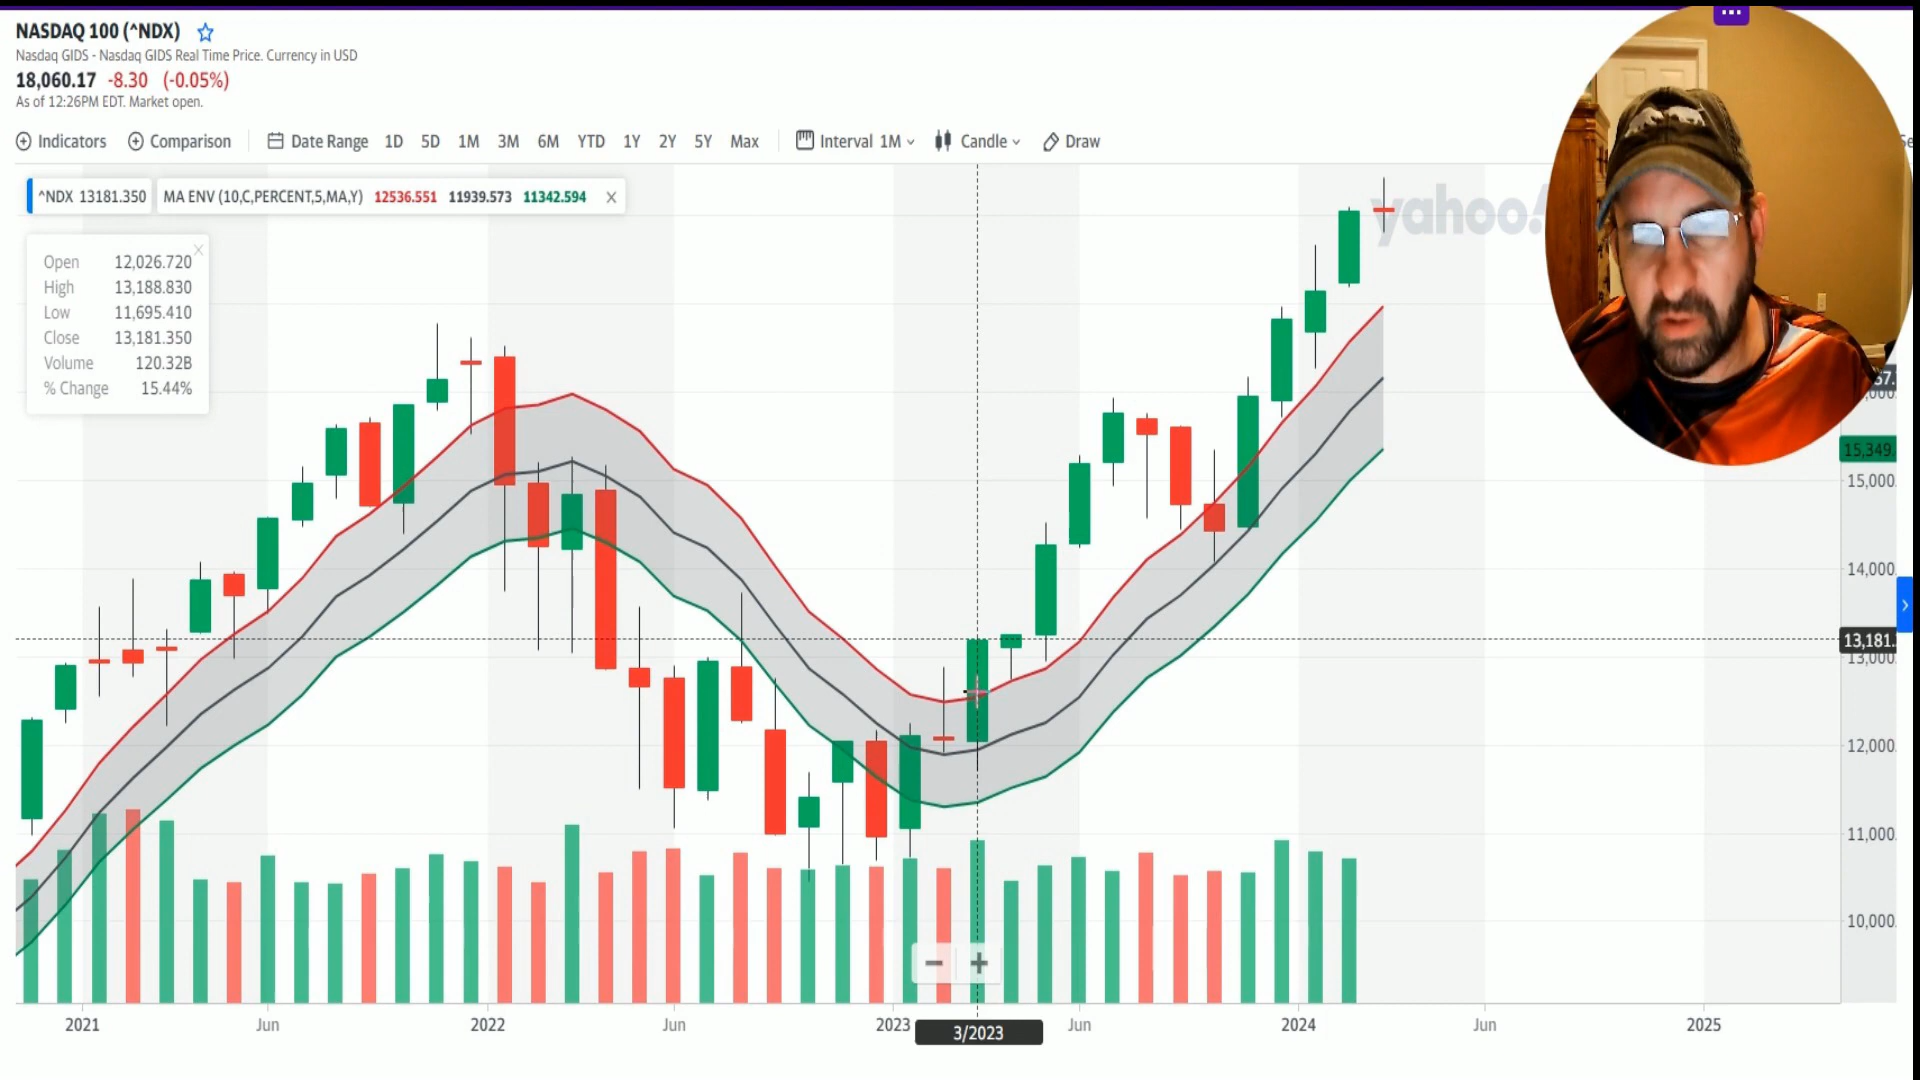 NASDAQ 100 (^NDX)
Nasdaq GIDS - Nasdaq GIDS Real Time Price. Currency in USD
18,060.17 -8.30 (-0.05%)
As of 12:26PM EDT. Market open.
Indicators Comparison Date Range 1D 5D 1M 3M 6M YTD 1Y 2Y 5Y Max Interval 1M Candle Draw
^NDX 13181.350 MA ENV (10,C,PERCENT,5,MA,Y) 12536.551 11939.573 11342.594 X
yahoo!
Open 12,026.720
High 13,188.830
Low 11,695.410
Close 13,181.350
Volume 120.32B
% Change 15.44%
15,349.
15,000.
14,000.
13,181.
13,000.
12,000.
11,000.
10,000.
− +
2021 Jun 2022 Jun 2023 Jun 2024 Jun 2025
3/2023